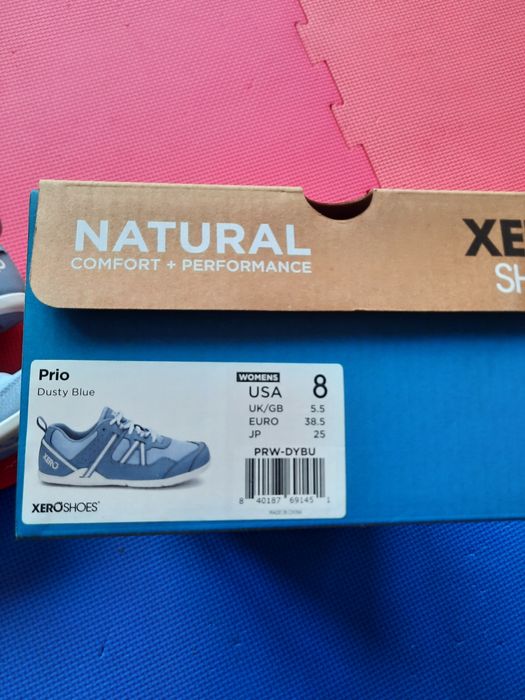 NATURAL
COMFORT + PERFORMANCE
XE
SH
Prio
Dusty Blue
WOMENS
USA 8
UK/GB 5.5
EURO 38.5
JP 25
PRW-DYBU
8 40187 69145 1
MADE IN CHINA
XERO
XEROSHOES®